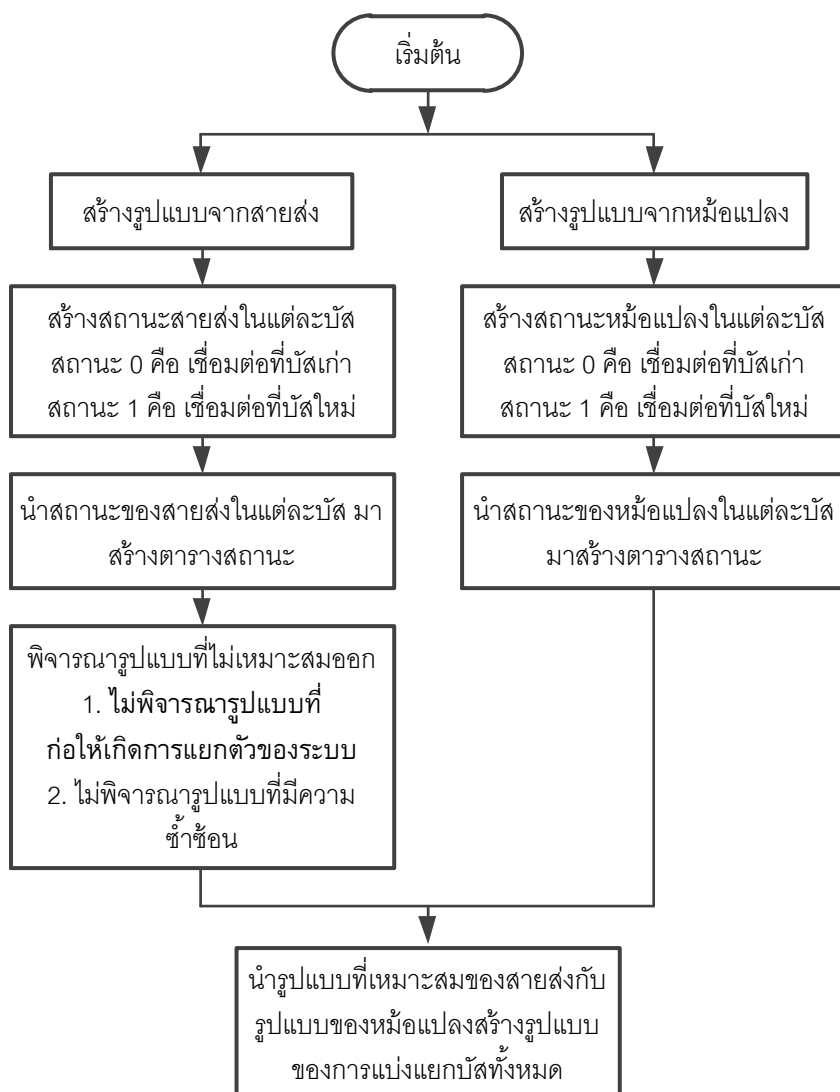 เริ่มต้น
สร้างรูปแบบจากสายส่ง
สร้างสถานะสายส่งในแต่ละบัส
สถานะ 0 คือ เชื่อมต่อที่บัสเก่า
สถานะ 1 คือ เชื่อมต่อที่บัสใหม่
นำสถานะของสายส่งในแต่ละบัส มา
สร้างตารางสถานะ
พิจารณารูปแบบที่ไม่เหมาะสมออก
1. ไม่พิจารณารูปแบบที่
ก่อให้เกิดการแยกตัวของระบบ
2. ไม่พิจารณารูปแบบที่มีความ
ซ้ำซ้อน
สร้างรูปแบบจากหม้อแปลง
สร้างสถานะหม้อแปลงในแต่ละบัส
สถานะ 0 คือ เชื่อมต่อที่บัสเก่า
สถานะ 1 คือ เชื่อมต่อที่บัสใหม่
นำสถานะของหม้อแปลงในแต่ละบัส
มาสร้างตารางสถานะ
นำรูปแบบที่เหมาะสมของสายส่งกับ
รูปแบบของหม้อแปลงสร้างรูปแบบ
ของการแบ่งแยกบัสทั้งหมด